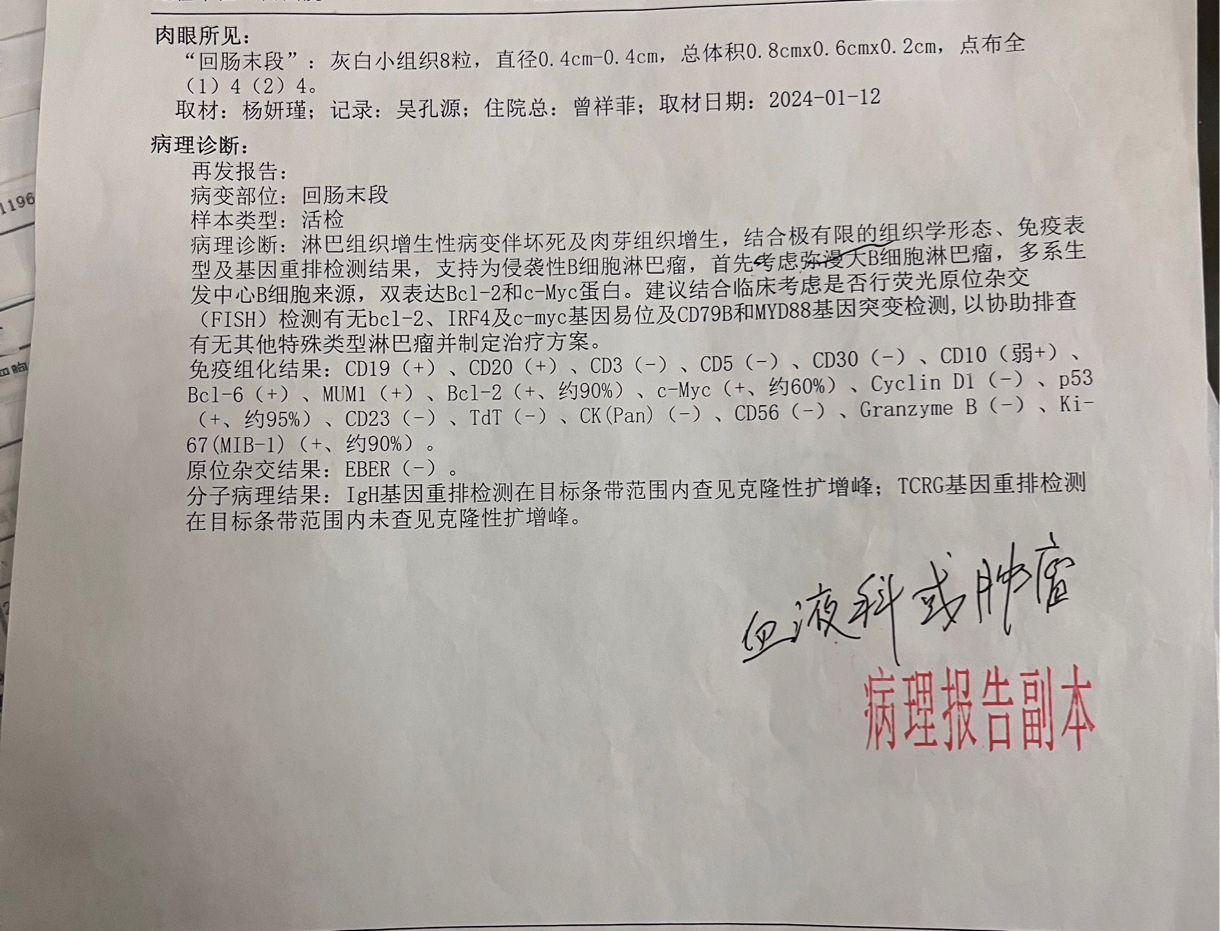 肉眼所见：
“回肠末段”：灰白小组织8粒，直径0.4cm-0.4cm，总体积0.8cmx0.6cmx0.2cm，点布全
（1）4（2）4。
取材：杨妍瑾；记录：吴孔源；住院总：曾祥菲；取材日期：2024-01-12
病理诊断：
再发报告：
病变部位：回肠末段
样本类型：活检
病理诊断：淋巴组织增生性病变伴坏死及肉芽组织增生，结合极有限的组织学形态、免疫表
型及基因重排检测结果，支持为侵袭性B细胞淋巴瘤，首先考虑弥漫大B细胞淋巴瘤，多系生
发中心B细胞来源，双表达Bcl-2和c-Myc蛋白。建议结合临床考虑是否行荧光原位杂交
（FISH）检测有无bcl-2、IRF4及c-myc基因易位及CD79B和MYD88基因突变检测,以协助排查
有无其他特殊类型淋巴瘤并制定治疗方案。
免疫组化结果：CD19（+）、CD20（+）、CD3（-）、CD5（-）、CD30（-）、CD10（弱+）、
Bcl-6（+）、MUM1（+）、Bcl-2（+、约90%）、c-Myc（+、约60%）、Cyclin D1（-）、p53
（+、约95%）、CD23（-）、TdT（-）、CK(Pan)（-）、CD56（-）、Granzyme B（-）、Ki-
67(MIB-1)（+、约90%）。
原位杂交结果：EBER（-）。
分子病理结果：IgH基因重排检测在目标条带范围内查见克隆性扩增峰；TCRG基因重排检测
在目标条带范围内未查见克隆性扩增峰。
血液科或肿瘤
病理报告副本
1196